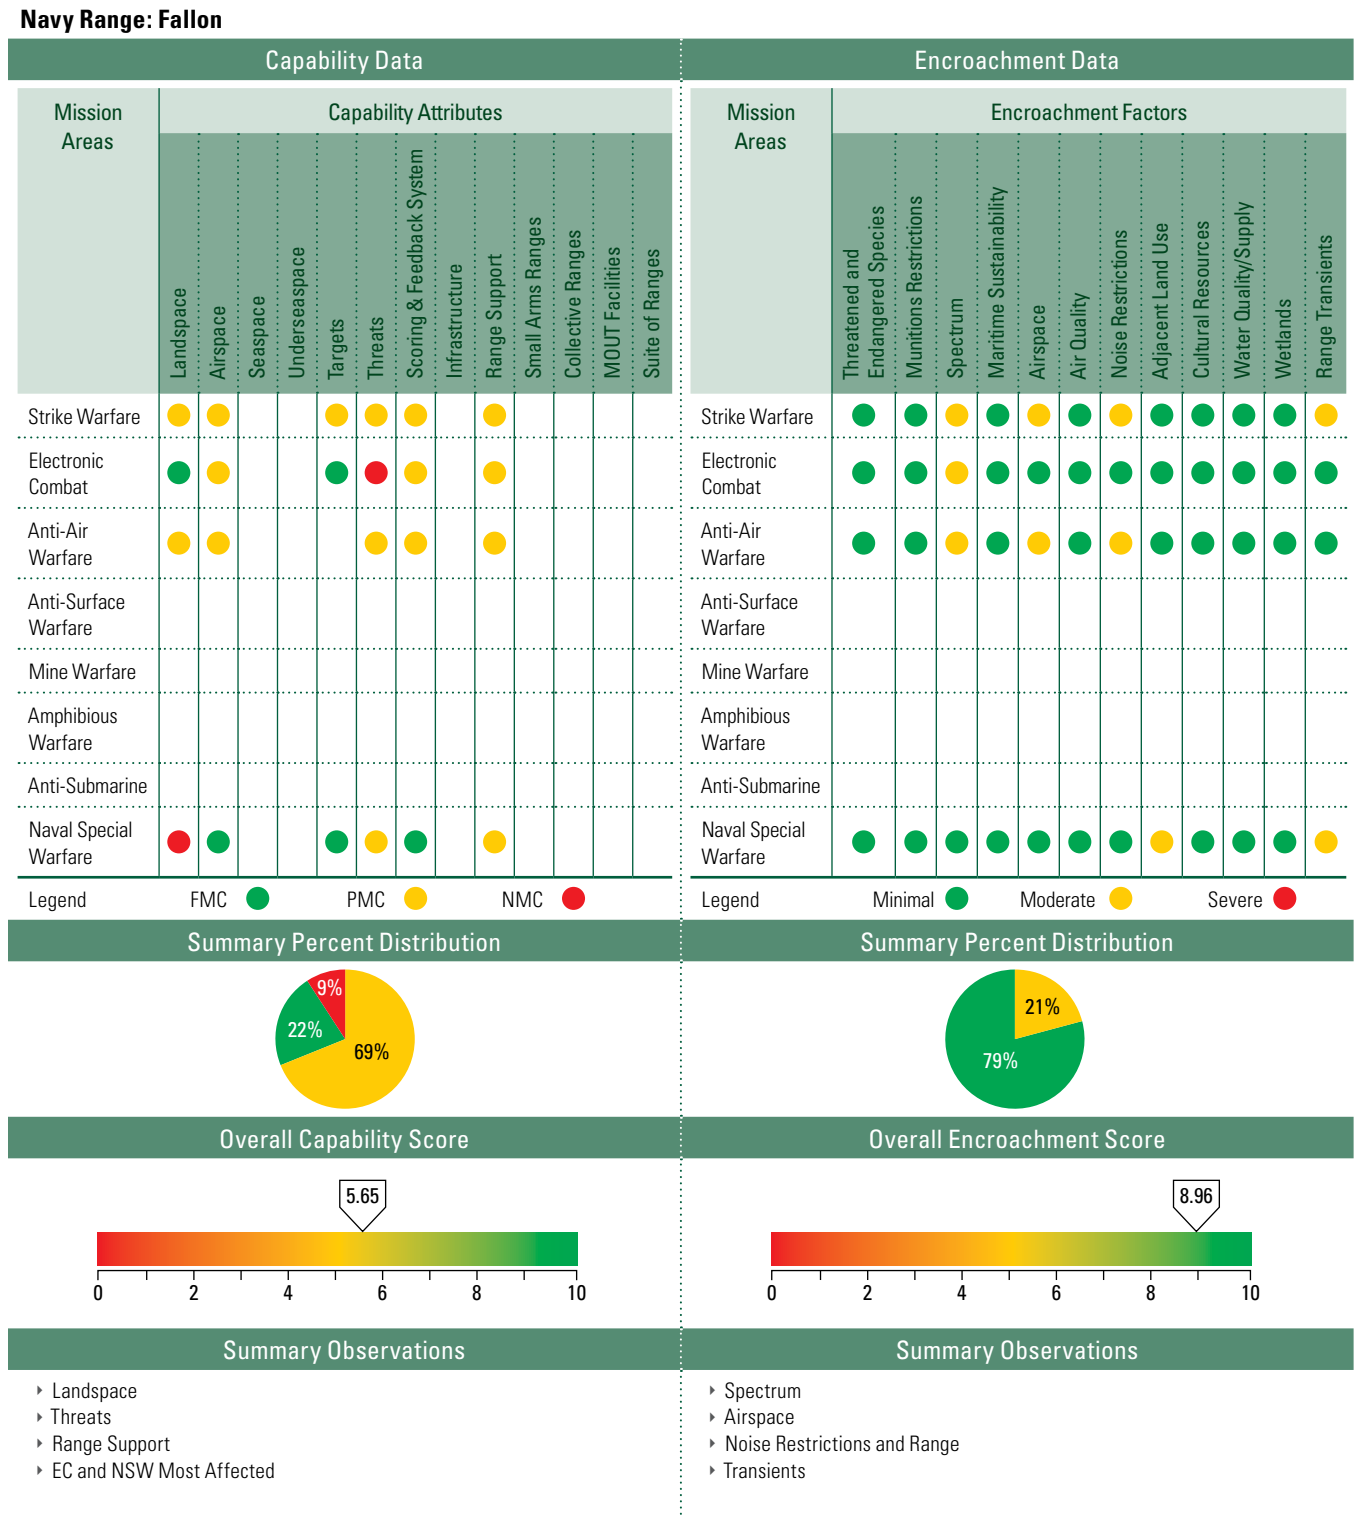 Navy Range: Fallon
Capability Data
Mission
Areas
Capability Attributes
Landspace
Airspace
Seaspace
Underseaspace
Targets
Threats
Scoring & Feedback System
Infrastructure
Range Support
Small Arms Ranges
Collective Ranges
MOUT Facilities
Suite of Ranges
Strike Warfare
Electronic
Combat
Anti-Air
Warfare
Anti-Surface
Warfare
Mine Warfare
Amphibious
Warfare
Anti-Submarine
Naval Special
Warfare
Legend FMC PMC NMC
Summary Percent Distribution
9%
22%
69%
Overall Capability Score
5.65
0 2 4 6 8 10
Summary Observations
Landspace
Threats
Range Support
EC and NSW Most Affected
Encroachment Data
Mission
Areas
Encroachment Factors
Threatened and
Endangered Species
Munitions Restrictions
Spectrum
Maritime Sustainability
Airspace
Air Quality
Noise Restrictions
Adjacent Land Use
Cultural Resources
Water Quality/Supply
Wetlands
Range Transients
Strike Warfare
Electronic
Combat
Anti-Air
Warfare
Anti-Surface
Warfare
Mine Warfare
Amphibious
Warfare
Anti-Submarine
Naval Special
Warfare
Legend Minimal Moderate Severe
Summary Percent Distribution
21%
79%
Overall Encroachment Score
8.96
0 2 4 6 8 10
Summary Observations
Spectrum
Airspace
Noise Restrictions and Range
Transients